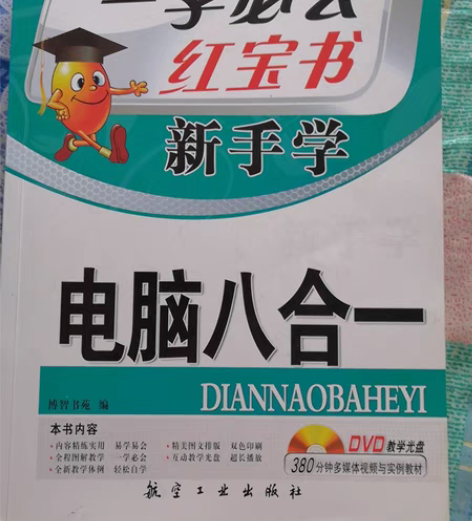 一学必会
红宝书
新手学
电脑八合一
DIANNAOBAHEYI
博智书苑 编
本书内容
·内容精练实用 易学易会 ·精美图文排版 双色印刷
·全程图解教学 一学必会 ·互动教学光盘 超长播放
·全新教学体例 轻松自学
DVD教学光盘
380分钟多媒体视频与实例教材
航空工业出版社